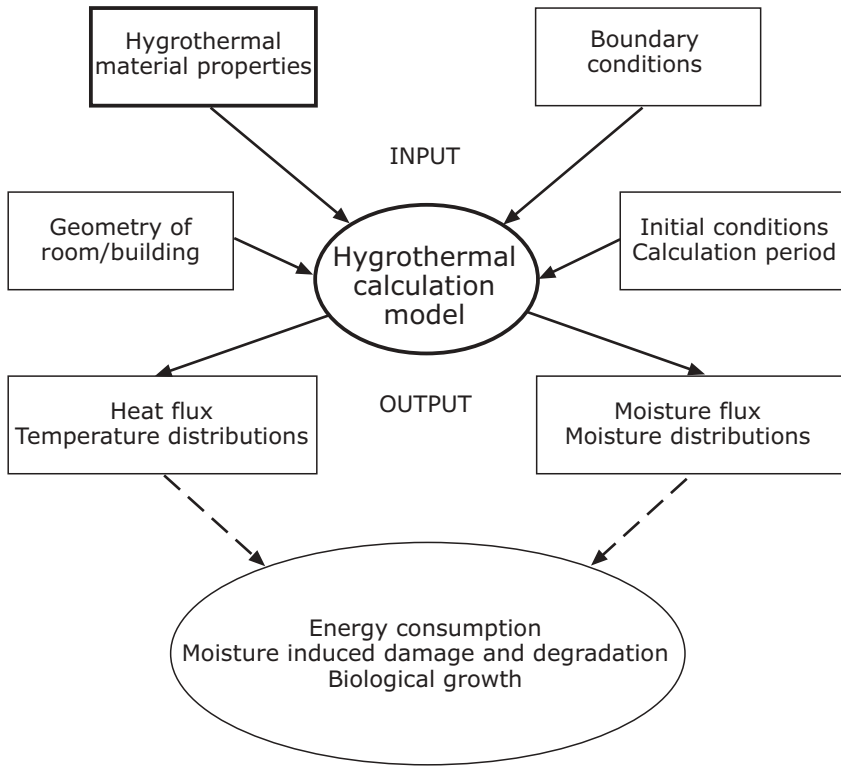 Hygrothermal
material properties
Boundary
conditions
INPUT
Geometry of
room/building
Hygrothermal
calculation
model
Initial conditions
Calculation period
Heat flux
Temperature distributions
OUTPUT
Moisture flux
Moisture distributions
Energy consumption
Moisture induced damage and degradation
Biological growth